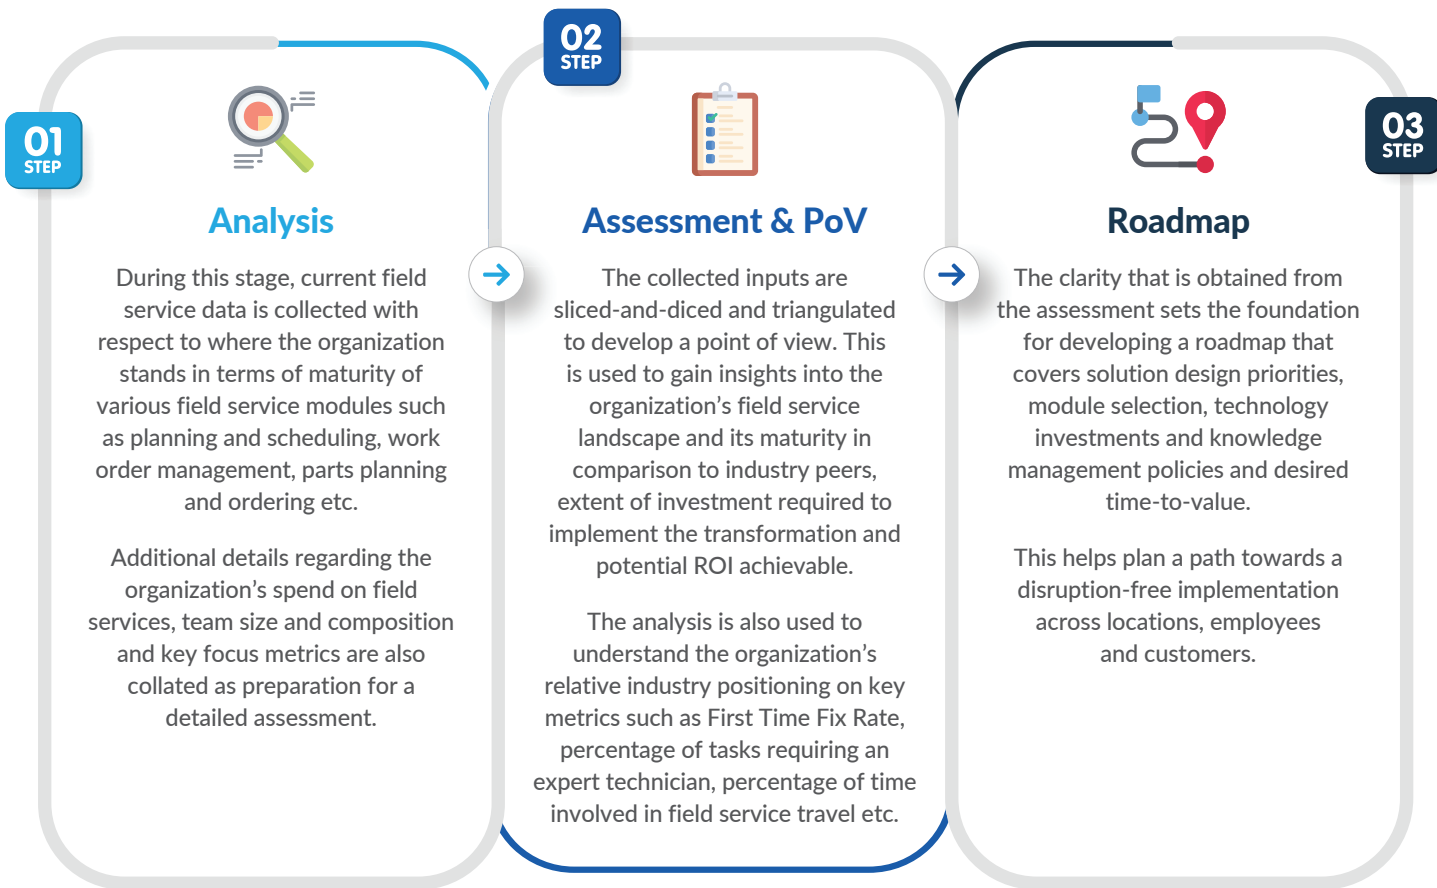 01
STEP
Analysis
During this stage, current field
service data is collected with
respect to where the organization
stands in terms of maturity of
various field service modules such
as planning and scheduling, work
order management, parts planning
and ordering etc.
Additional details regarding the
organization’s spend on field
services, team size and composition
and key focus metrics are also
collated as preparation for a
detailed assessment.
02
STEP
Assessment & PoV
The collected inputs are
sliced-and-diced and triangulated
to develop a point of view. This
is used to gain insights into the
organization’s field service
landscape and its maturity in
comparison to industry peers,
extent of investment required to
implement the transformation and
potential ROI achievable.
The analysis is also used to
understand the organization’s
relative industry positioning on key
metrics such as First Time Fix Rate,
percentage of tasks requiring an
expert technician, percentage of time
involved in field service travel etc.
03
STEP
Roadmap
The clarity that is obtained from
the assessment sets the foundation
for developing a roadmap that
covers solution design priorities,
module selection, technology
investments and knowledge
management policies and desired
time-to-value.
This helps plan a path towards a
disruption-free implementation
across locations, employees
and customers.